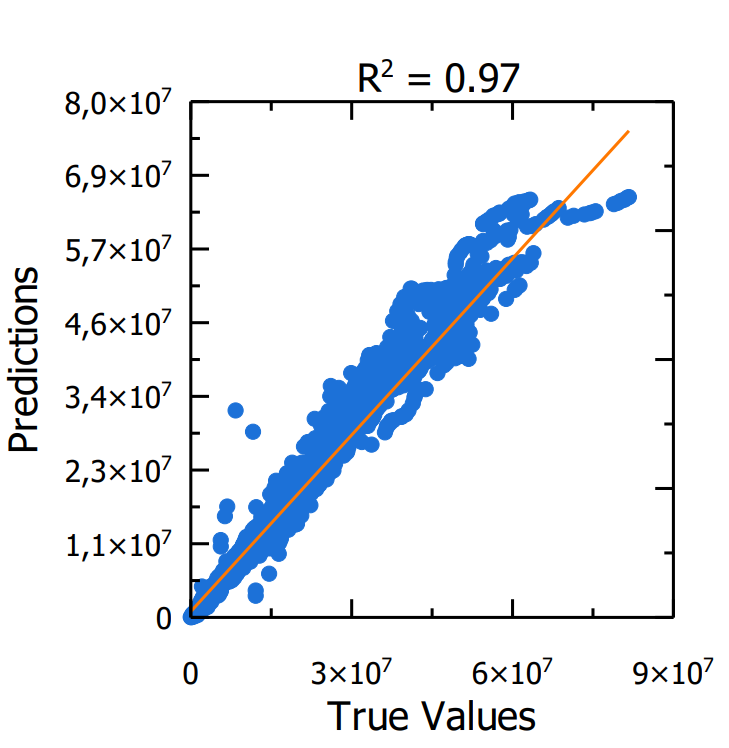 R² = 0.97
8,0×10⁷
6,9×10⁷
5,7×10⁷
4,6×10⁷
3,4×10⁷
2,3×10⁷
1,1×10⁷
0
Predictions
0 3×10⁷ 6×10⁷ 9×10⁷
True Values